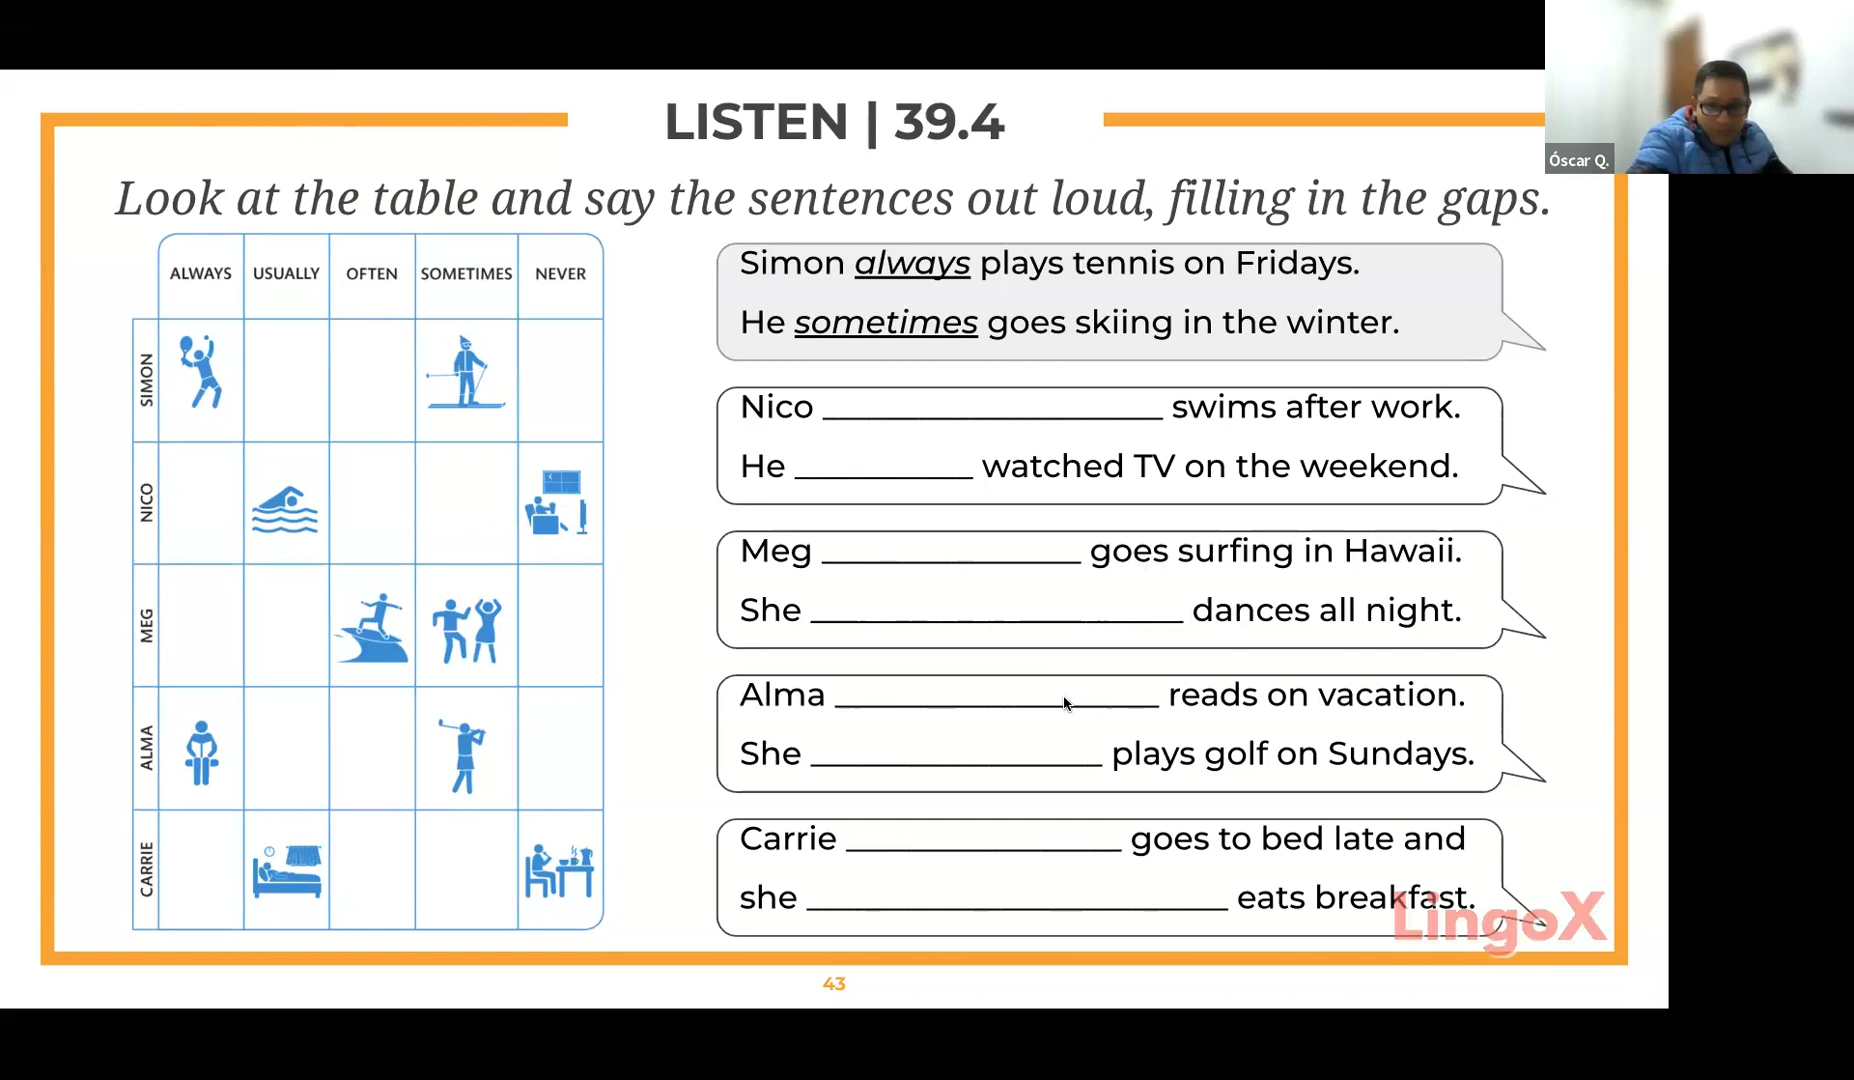 LISTEN | 39.4
Óscar Q.
Look at the table and say the sentences out loud, filling in the gaps.
ALWAYS USUALLY OFTEN SOMETIMES NEVER
SIMON
NICO
MEG
ALMA
CARRIE
Simon always plays tennis on Fridays.
He sometimes goes skiing in the winter.
Nico ____________________ swims after work.
He __________ watched TV on the weekend.
Meg _______________ goes surfing in Hawaii.
She ______________________ dances all night.
Alma ___________________ reads on vacation.
She _________________ plays golf on Sundays.
Carrie ________________ goes to bed late and
she _________________________ eats breakfast.
LingoX
43